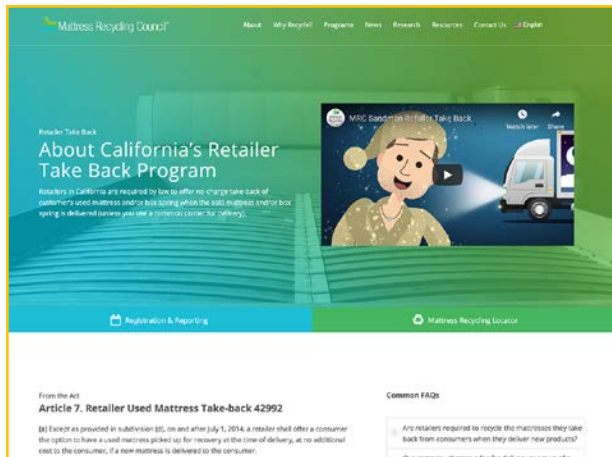 Mattress Recycling Council
About Why Recycle? Programs News Research Resources Contact Us English
Retailer Take Back
About California's Retailer
Take Back Program
Retailers in California are required by law to offer no-charge take-back of
customer's used mattress and/or box spring when the sold mattress and/or box
spring is delivered (unless you use a common carrier for delivery).
MRC Sandman Retailer Take Back
Watch later Share
Registration & Reporting
Mattress Recycling Locator
From the Act
Article 7. Retailer Used Mattress Take-back 42992
(a) Except as provided in subdivision (d), on and after July 1, 2014, a retailer shall offer a consumer
the option to have a used mattress picked up for recovery at the time of delivery, at no additional
cost to the consumer, if a new mattress is delivered to the consumer.
Common FAQs
Are retailers required to recycle the mattresses they take
back from consumers when they deliver new products?